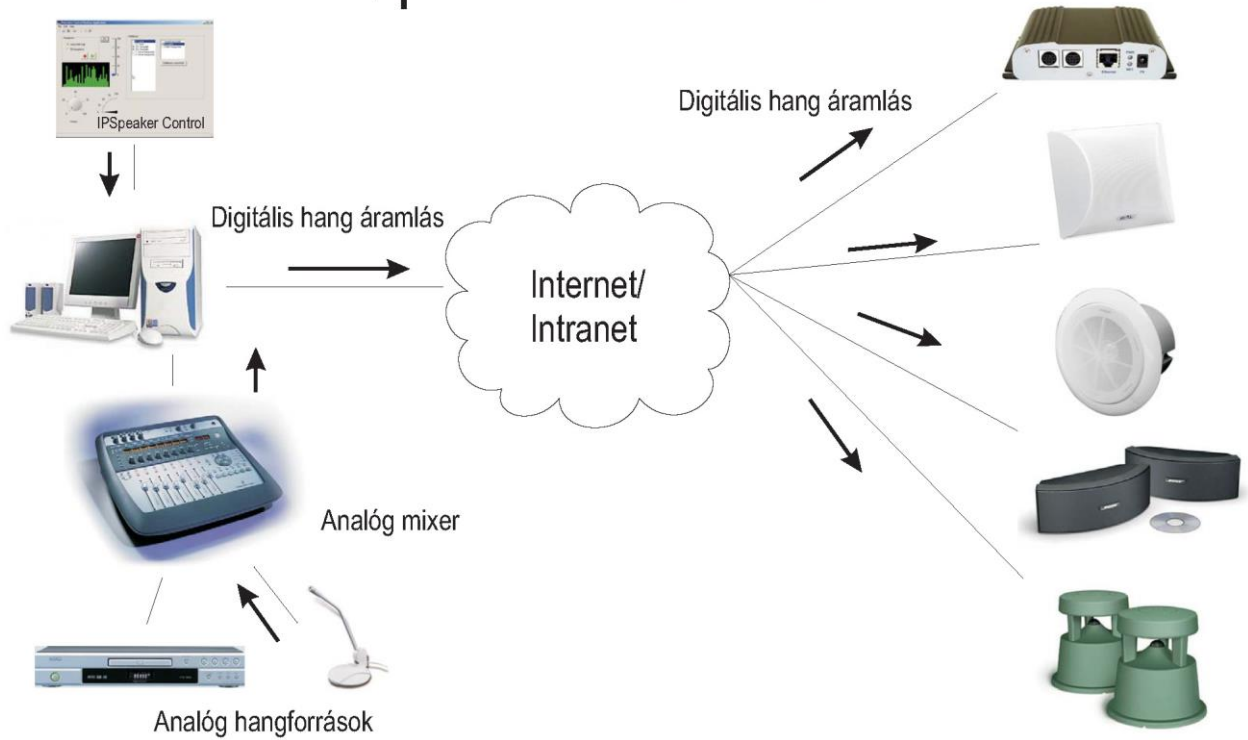 IPSpeaker Control
Digitális hang áramlás
Digitális hang áramlás
Internet/
Intranet
Analóg mixer
Analóg hangforrások